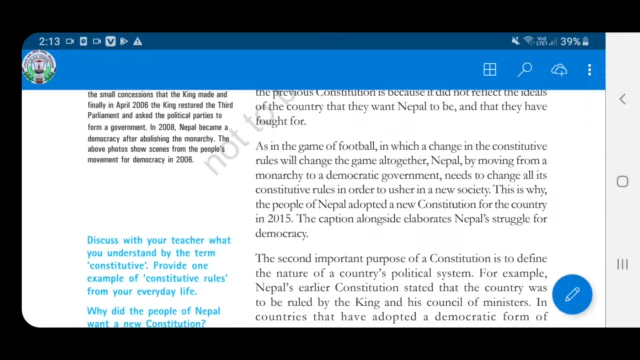 2:13
39%
the small concessions that the King made and
finally in April 2006 the King restored the Third
Parliament and asked the political parties to
form a government. In 2008, Nepal became a
democracy after abolishing the monarchy. The
above photos show scenes from the people's
movement for democracy in 2006.
Discuss with your teacher what
you understand by the term
'constitutive'. Provide one
example of 'constitutive rules'
from your everyday life.
Why did the people of Nepal
want a new Constitution?
the previous Constitution is because it did not reflect the ideals
of the country that they want Nepal to be, and that they have
fought for.
As in the game of football, in which a change in the constitutive
rules will change the game altogether, Nepal, by moving from a
monarchy to a democratic government, needs to change all its
constitutive rules in order to usher in a new society. This is why,
the people of Nepal adopted a new Constitution for the country
in 2015. The caption alongside elaborates Nepal's struggle for
democracy.
The second important purpose of a Constitution is to define
the nature of a country's political system. For example,
Nepal's earlier Constitution stated that the country was
to be ruled by the King and his council of ministers. In
countries that have adopted a democratic form of
not to